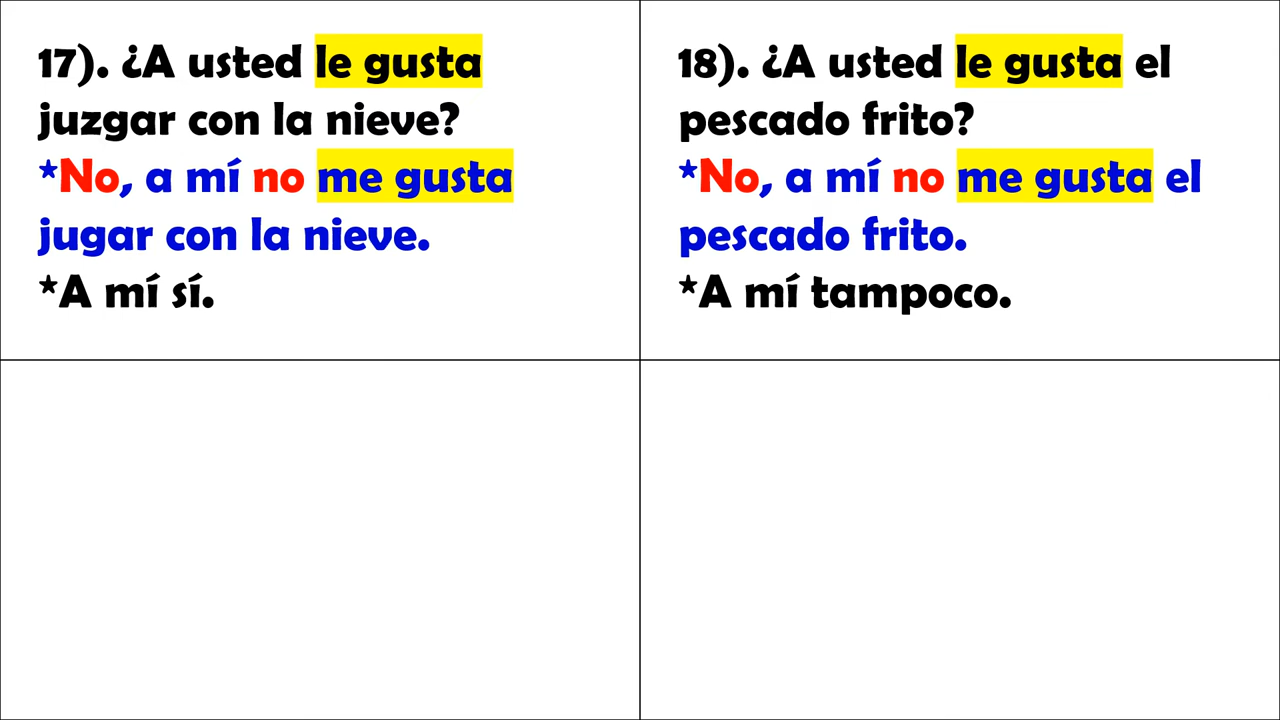 17). ¿A usted le gusta
juzgar con la nieve?
*No, a mí no me gusta
jugar con la nieve.
*A mí sí.
18). ¿A usted le gusta el
pescado frito?
*No, a mí no me gusta el
pescado frito.
*A mí tampoco.